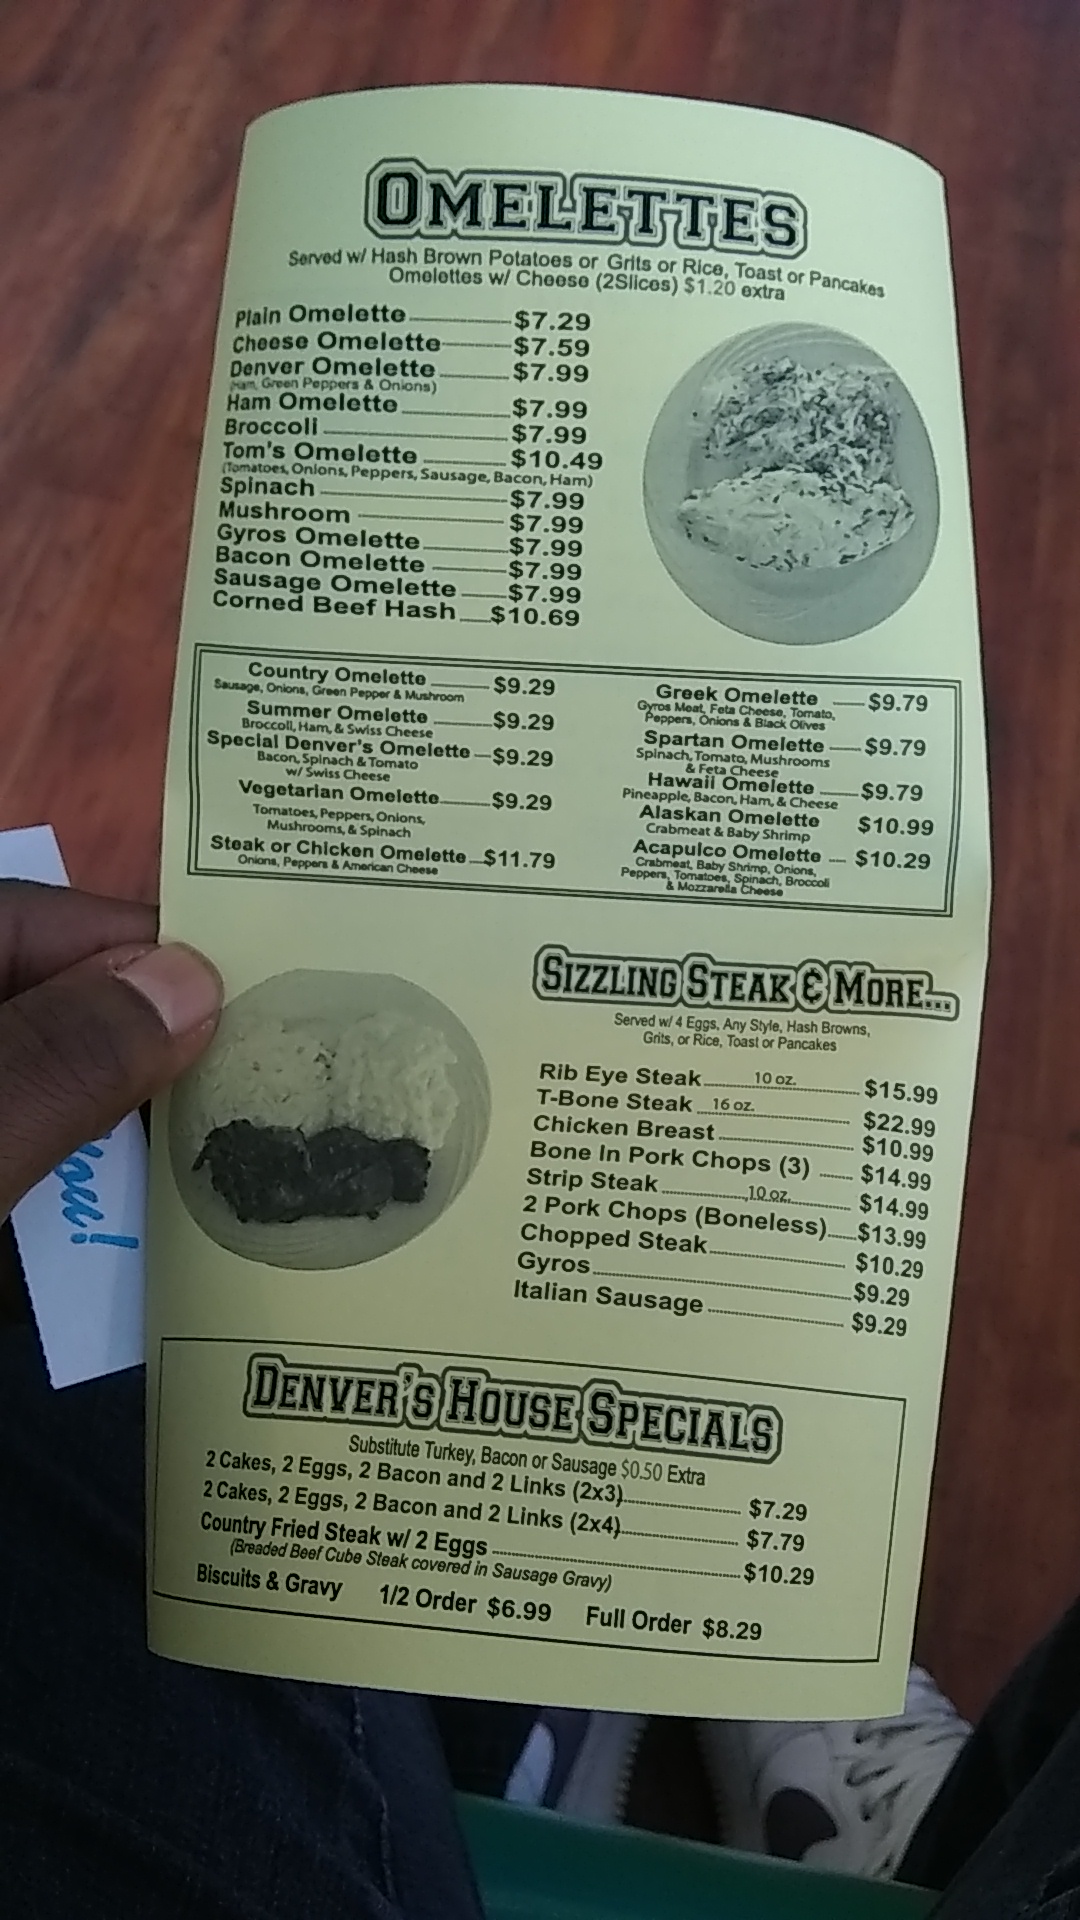 OMELETTES
Served w/ Hash Brown Potatoes or Grits or Rice, Toast or Pancakes
Omelettes w/ Cheese (2Slices) $1.20 extra
Plain Omelette $7.29
Cheese Omelette $7.59
Denver Omelette $7.99
(Ham, Green Peppers & Onions)
Ham Omelette $7.99
Broccoli $7.99
Tom's Omelette $10.49
(Tomatoes, Onions, Peppers, Sausage, Bacon, Ham)
Spinach $7.99
Mushroom $7.99
Gyros Omelette $7.99
Bacon Omelette $7.99
Sausage Omelette $7.99
Corned Beef Hash $10.69
Country Omelette $9.29
Sausage, Onions, Green Pepper & Mushroom
Summer Omelette $9.29
Broccoli, Ham, & Swiss Cheese
Special Denver's Omelette $9.29
Bacon, Spinach & Tomato
w/ Swiss Cheese
Vegetarian Omelette $9.29
Tomatoes, Peppers, Onions,
Mushrooms, & Spinach
Steak or Chicken Omelette $11.79
Onions, Peppers & American Cheese
Greek Omelette $9.79
Gyros Meat, Feta Cheese, Tomato,
Peppers, Onions & Black Olives
Spartan Omelette $9.79
Spinach, Tomato, Mushrooms
& Feta Cheese
Hawaii Omelette $9.79
Pineapple, Bacon, Ham, & Cheese
Alaskan Omelette $10.99
Crabmeat & Baby Shrimp
Acapulco Omelette $10.29
Crabmeat, Baby Shrimp, Onions,
Peppers, Tomatoes, Spinach, Broccoli
& Mozzarella Cheese
SIZZLING STEAK & MORE...
Served w/ 4 Eggs, Any Style, Hash Browns,
Grits, or Rice, Toast or Pancakes
Rib Eye Steak 10 oz. $15.99
T-Bone Steak 16 oz. $22.99
Chicken Breast $10.99
Bone In Pork Chops (3) $14.99
Strip Steak 10 oz. $14.99
2 Pork Chops (Boneless) $13.99
Chopped Steak $10.29
Gyros $9.29
Italian Sausage $9.29
DENVER'S HOUSE SPECIALS
Substitute Turkey, Bacon or Sausage $0.50 Extra
2 Cakes, 2 Eggs, 2 Bacon and 2 Links (2x3) $7.29
2 Cakes, 2 Eggs, 2 Bacon and 2 Links (2x4) $7.79
Country Fried Steak w/ 2 Eggs $10.29
(Breaded Beef Cube Steak covered in Sausage Gravy)
Biscuits & Gravy 1/2 Order $6.99 Full Order $8.29
You!